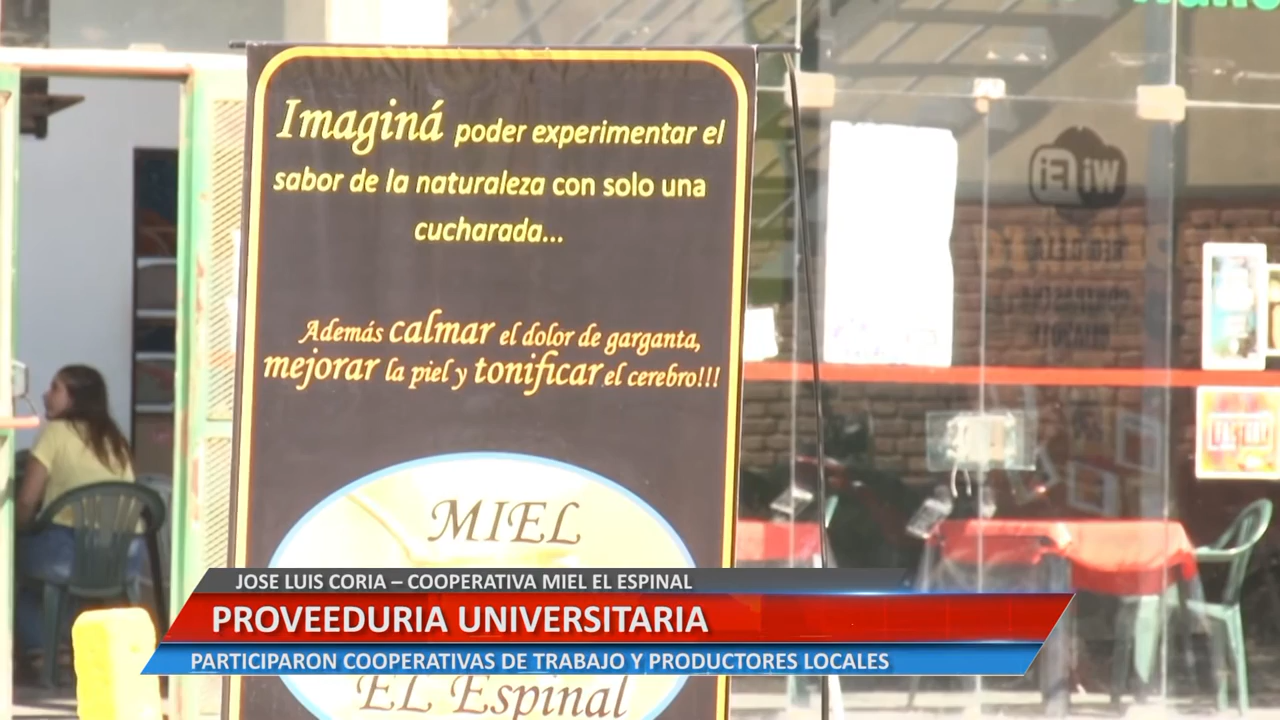 Imaginá poder experimentar el
sabor de la naturaleza con solo una
cucharada...
Además calmar el dolor de garganta,
mejorar la piel y tonificar el cerebro!!!
MIEL
EL Espinal
WiFi
JOSE LUIS CORIA – COOPERATIVA MIEL EL ESPINAL
PROVEEDURIA UNIVERSITARIA
PARTICIPARON COOPERATIVAS DE TRABAJO Y PRODUCTORES LOCALES